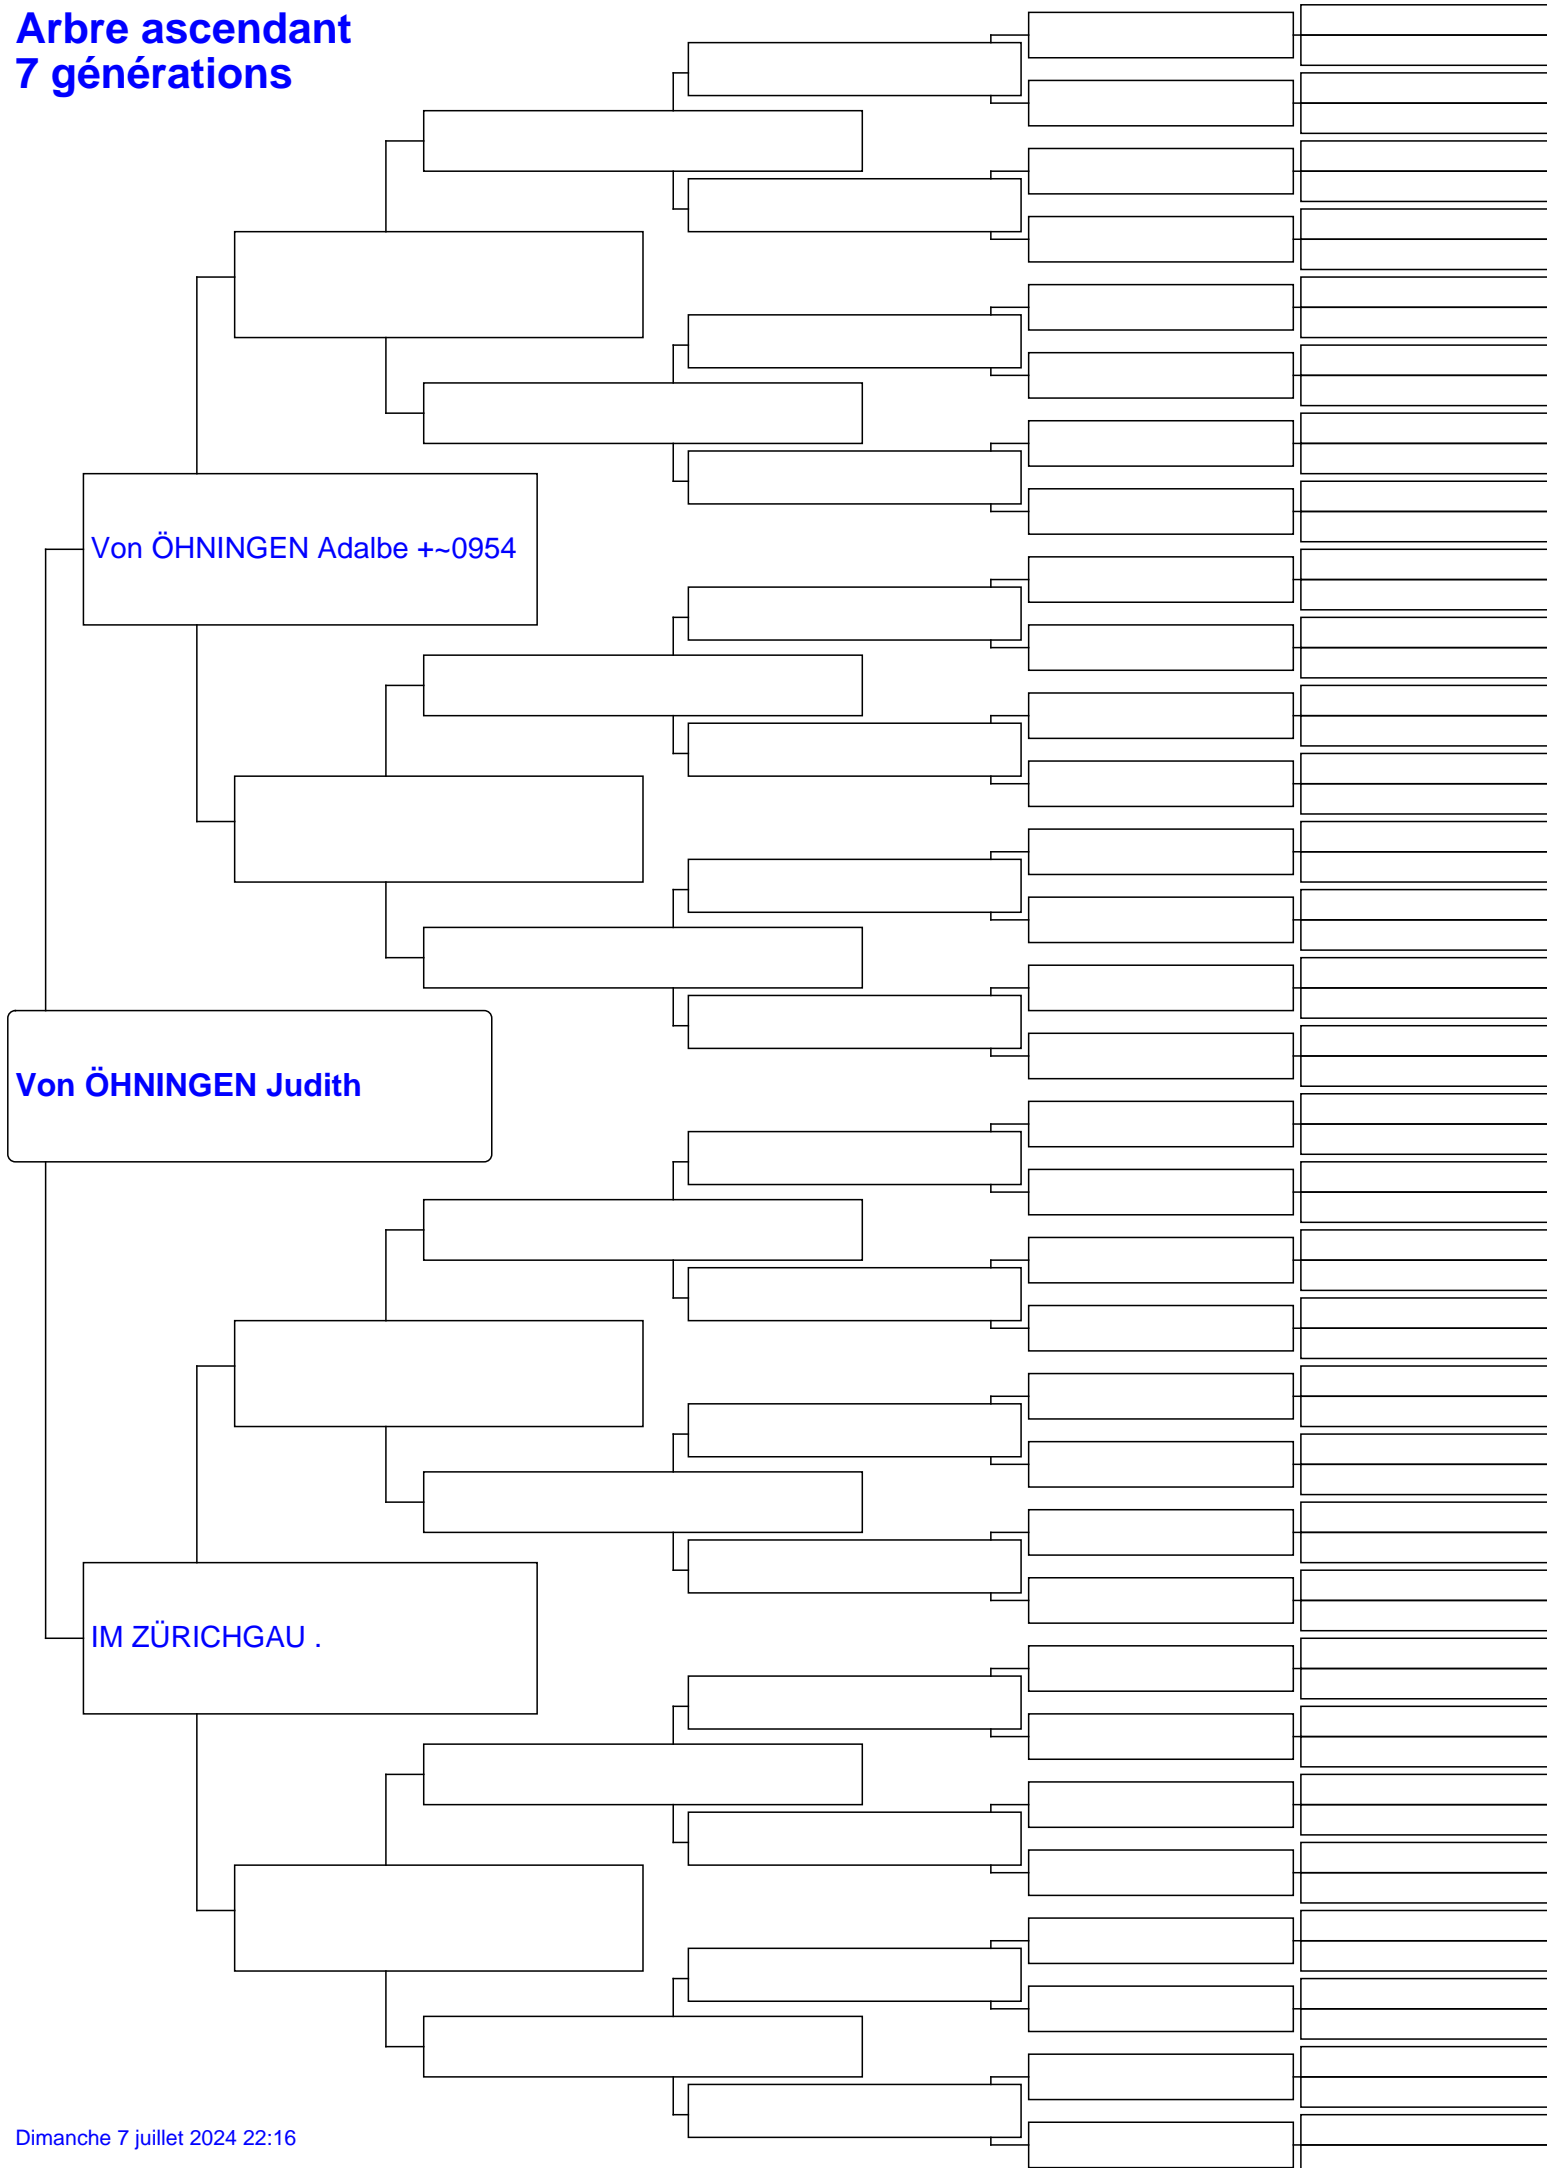 Arbre ascendant
7 générations
Von ÖHNINGEN Adalbe +~0954
Von ÖHNINGEN Judith
IM ZÜRICHGAU .
Dimanche 7 juillet 2024 22:16